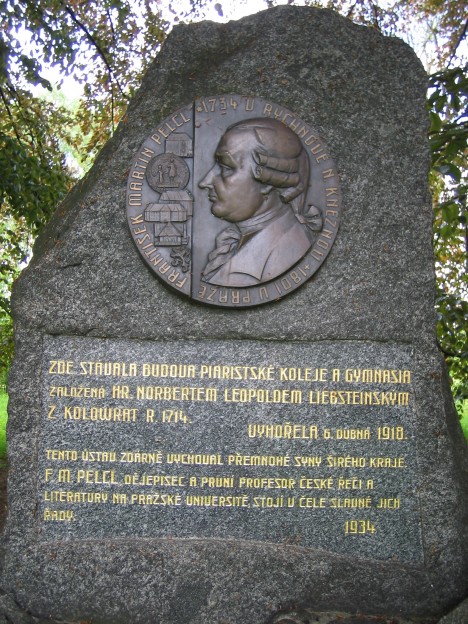 FRANTIŠEK MARTIN PELCL * 1734 V RYCHNOVĚ N KNĚŽNOU 1801 V PRAZE
ZDE STÁVALA BUDOVA PIARISTSKÉ KOLEJE A GYMNASIA
ZALOŽENÁ HR. NORBERTEM LEOPOLDEM LIEBSTEINSKÝM
Z KOLOWRAT R. 1714.
VYHOŘELA 6. DUBNA 1918.
TENTO ÚSTAV ZDÁRNĚ VYCHOVAL PŘEMNOHÉ SYNY ŠIRÉHO KRAJE.
F. M. PELCL DĚJEPISEC A PRVNÍ PROFESOR ČESKÉ ŘEČI A
LITERATURY NA PRAŽSKÉ UNIVERSITĚ, STOJÍ V ČELE SLAVNÉ JICH
ŘADY.
1934